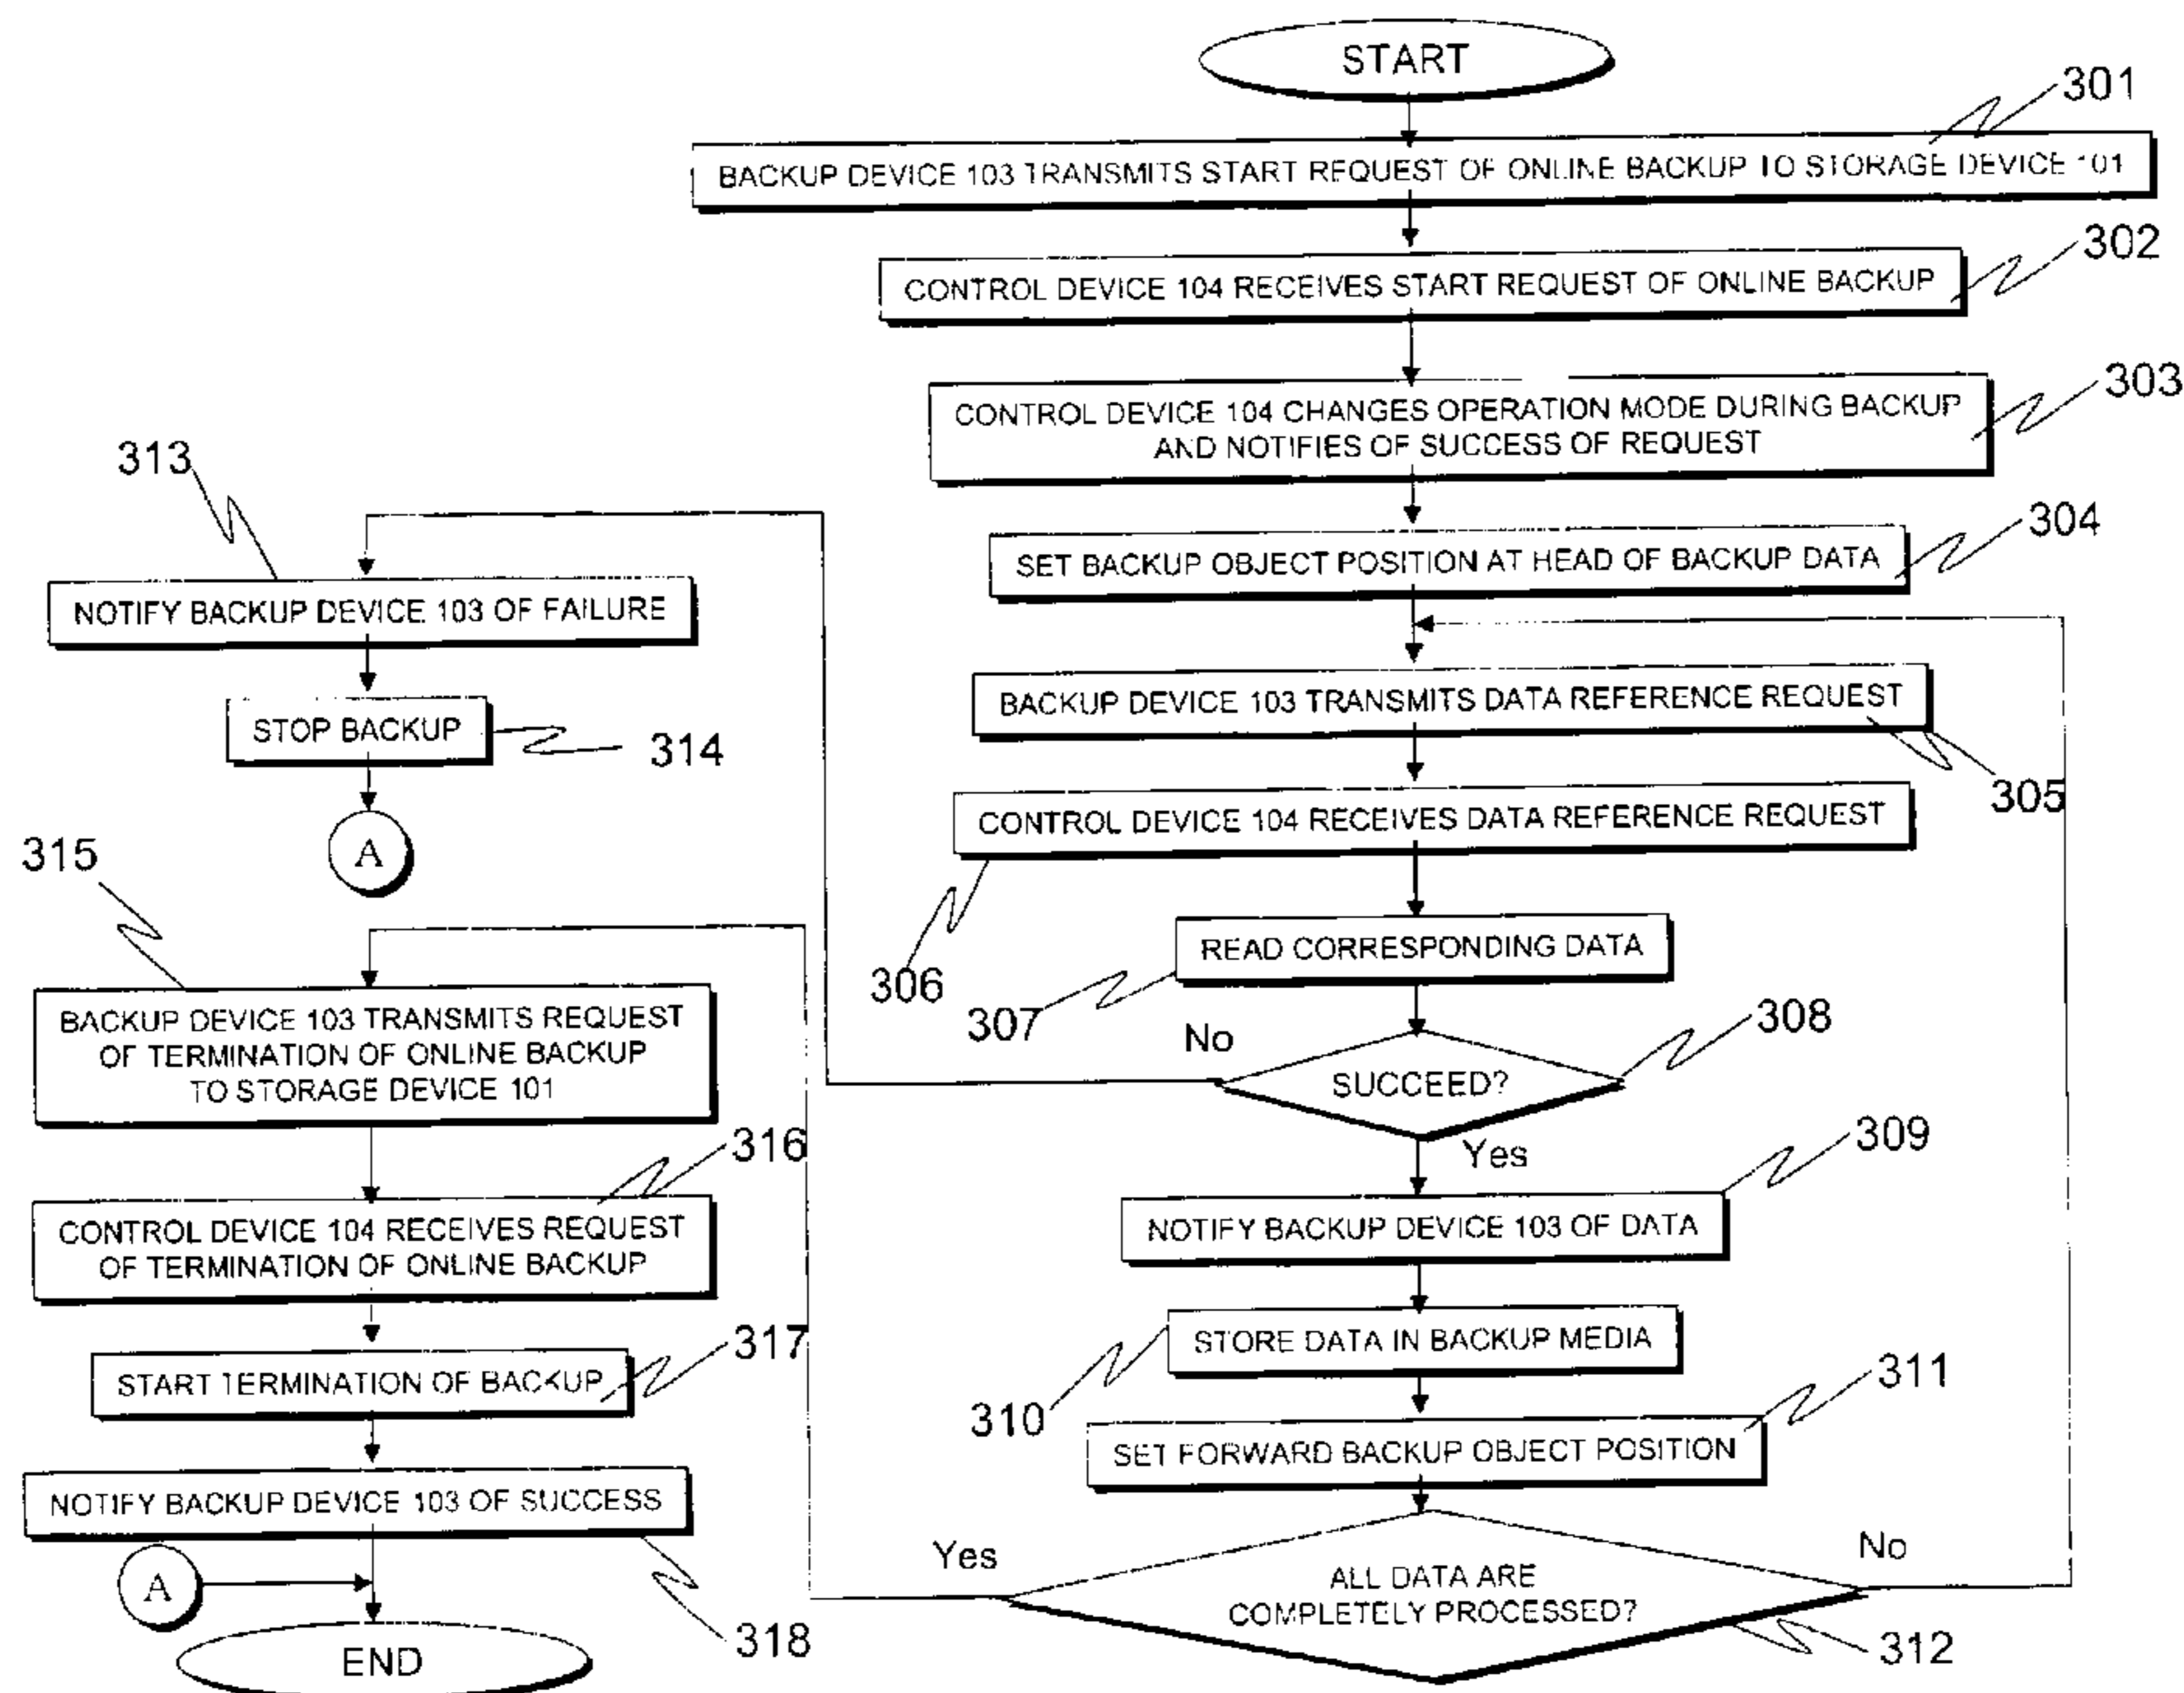 START
301
BACKUP DEVICE 103 TRANSMITS START REQUEST OF ONLINE BACKUP TO STORAGE DEVICE 101
302
CONTROL DEVICE 104 RECEIVES START REQUEST OF ONLINE BACKUP
303
CONTROL DEVICE 104 CHANGES OPERATION MODE DURING BACKUP
AND NOTIFIES OF SUCCESS OF REQUEST
304
SET BACKUP OBJECT POSITION AT HEAD OF BACKUP DATA
BACKUP DEVICE 103 TRANSMITS DATA REFERENCE REQUEST
305
CONTROL DEVICE 104 RECEIVES DATA REFERENCE REQUEST
306
READ CORRESPONDING DATA
307
308
No
SUCCEED?
Yes
309
NOTIFY BACKUP DEVICE 103 OF DATA
STORE DATA IN BACKUP MEDIA
310
311
SET FORWARD BACKUP OBJECT POSITION
Yes
No
ALL DATA ARE
COMPLETELY PROCESSED?
312
313
NOTIFY BACKUP DEVICE 103 OF FAILURE
STOP BACKUP
314
A
315
BACKUP DEVICE 103 TRANSMITS REQUEST
OF TERMINATION OF ONLINE BACKUP
TO STORAGE DEVICE 101
316
CONTROL DEVICE 104 RECEIVES REQUEST
OF TERMINATION OF ONLINE BACKUP
317
START TERMINATION OF BACKUP
NOTIFY BACKUP DEVICE 103 OF SUCCESS
A
318
END